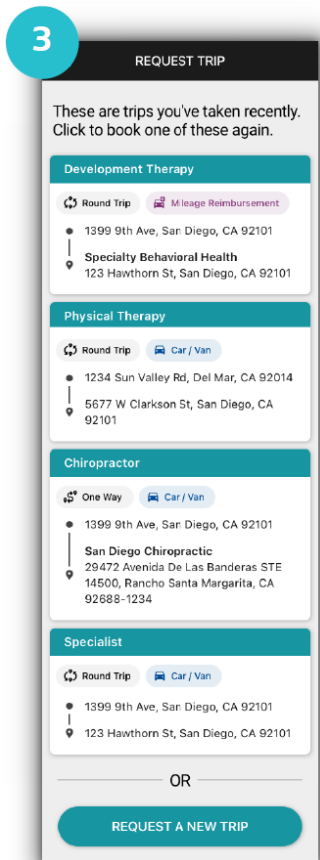 3
REQUEST TRIP
These are trips you've taken recently.
Click to book one of these again.
Development Therapy
Round Trip Mileage Reimbursement
1399 9th Ave, San Diego, CA 92101
Specialty Behavioral Health
123 Hawthorn St, San Diego, CA 92101
Physical Therapy
Round Trip Car / Van
1234 Sun Valley Rd, Del Mar, CA 92014
5677 W Clarkson St, San Diego, CA
92101
Chiropractor
One Way Car / Van
1399 9th Ave, San Diego, CA 92101
San Diego Chiropractic
29472 Avenida De Las Banderas STE
14500, Rancho Santa Margarita, CA
92688-1234
Specialist
Round Trip Car / Van
1399 9th Ave, San Diego, CA 92101
123 Hawthorn St, San Diego, CA 92101
OR
REQUEST A NEW TRIP